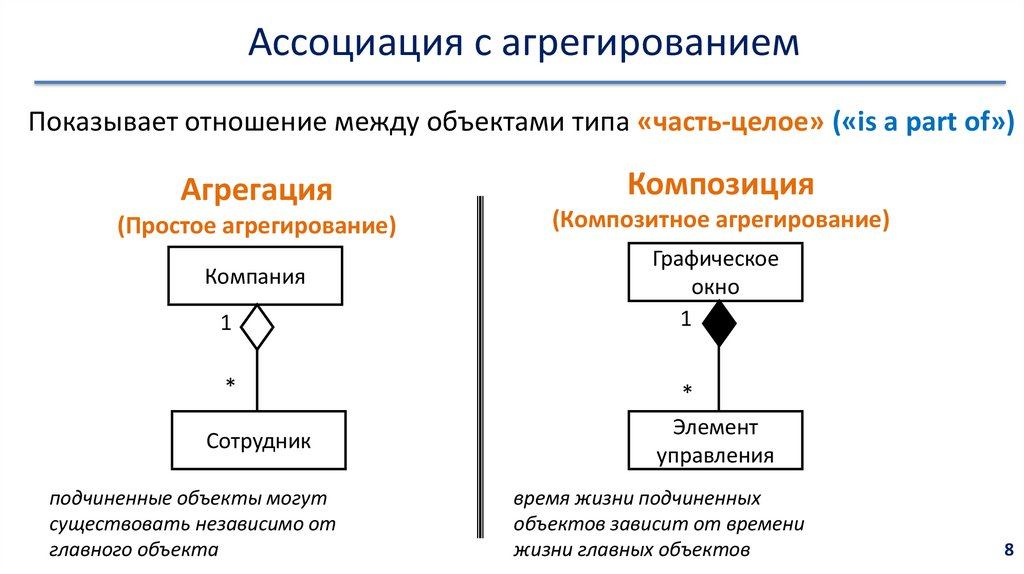 Ассоциация с агрегированием
Показывает отношение между объектами типа «часть-целое» («is a part of»)
Агрегация
(Простое агрегирование)
Компания
1
*
Сотрудник
подчиненные объекты могут
существовать независимо от
главного объекта
Композиция
(Композитное агрегирование)
Графическое
окно
1
*
Элемент
управления
время жизни подчиненных
объектов зависит от времени
жизни главных объектов
8